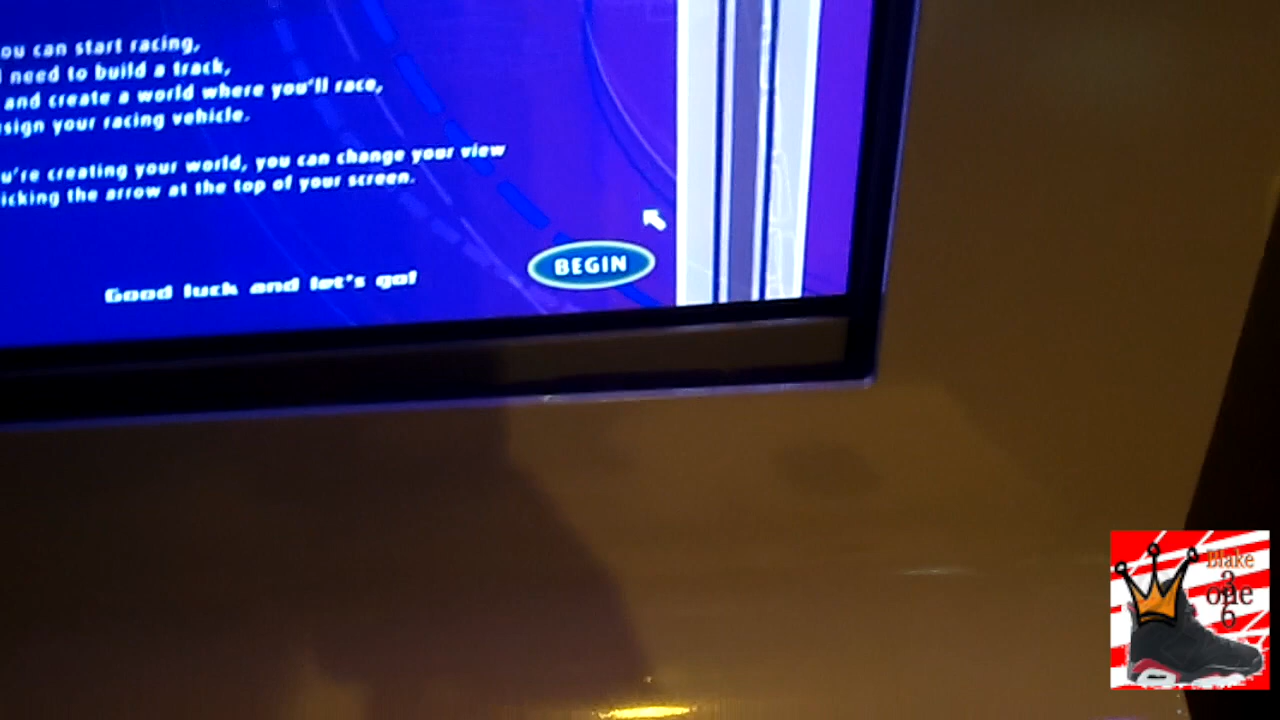 ou can start racing,
need to build a track,
and create a world where you'll race,
sign your racing vehicle.
u're creating your world, you can change your view
icking the arrow at the top of your screen.
BEGIN
Good luck and let's go!
Blake
3
one
6